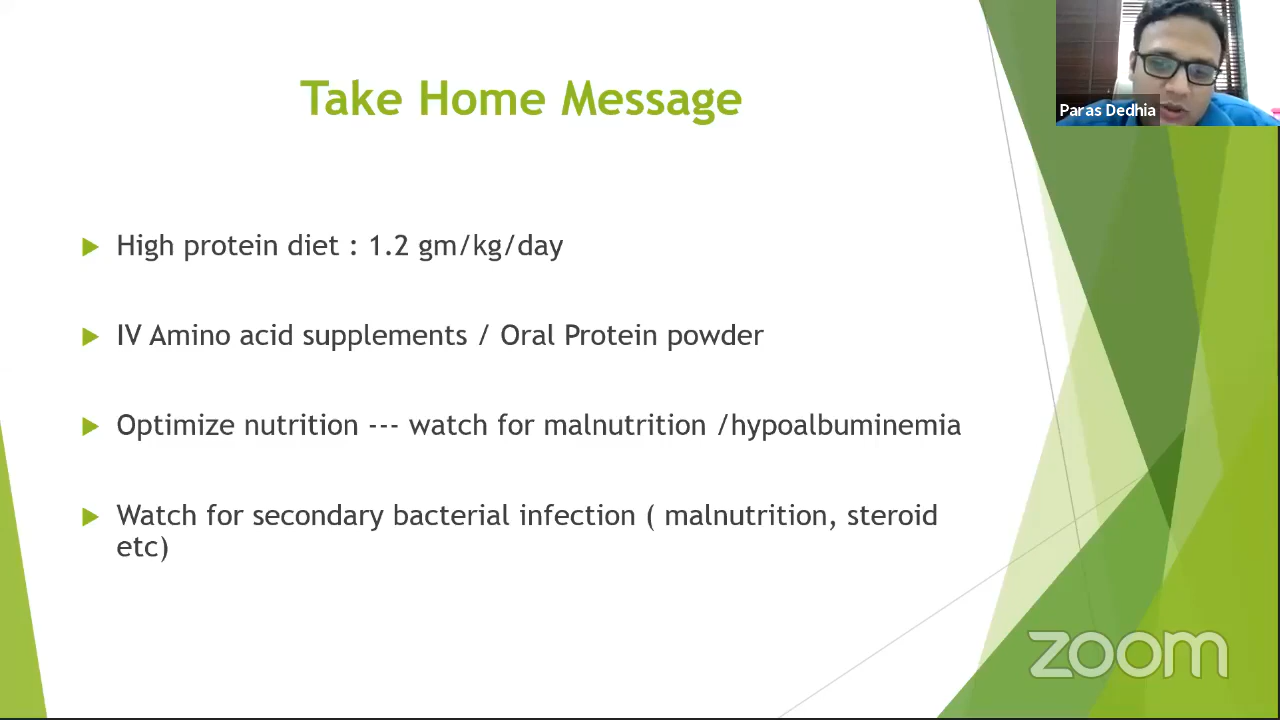 Take Home Message
Paras Dedhia
High protein diet : 1.2 gm/kg/day
IV Amino acid supplements / Oral Protein powder
Optimize nutrition --- watch for malnutrition /hypoalbuminemia
Watch for secondary bacterial infection ( malnutrition, steroid
etc)
zoom